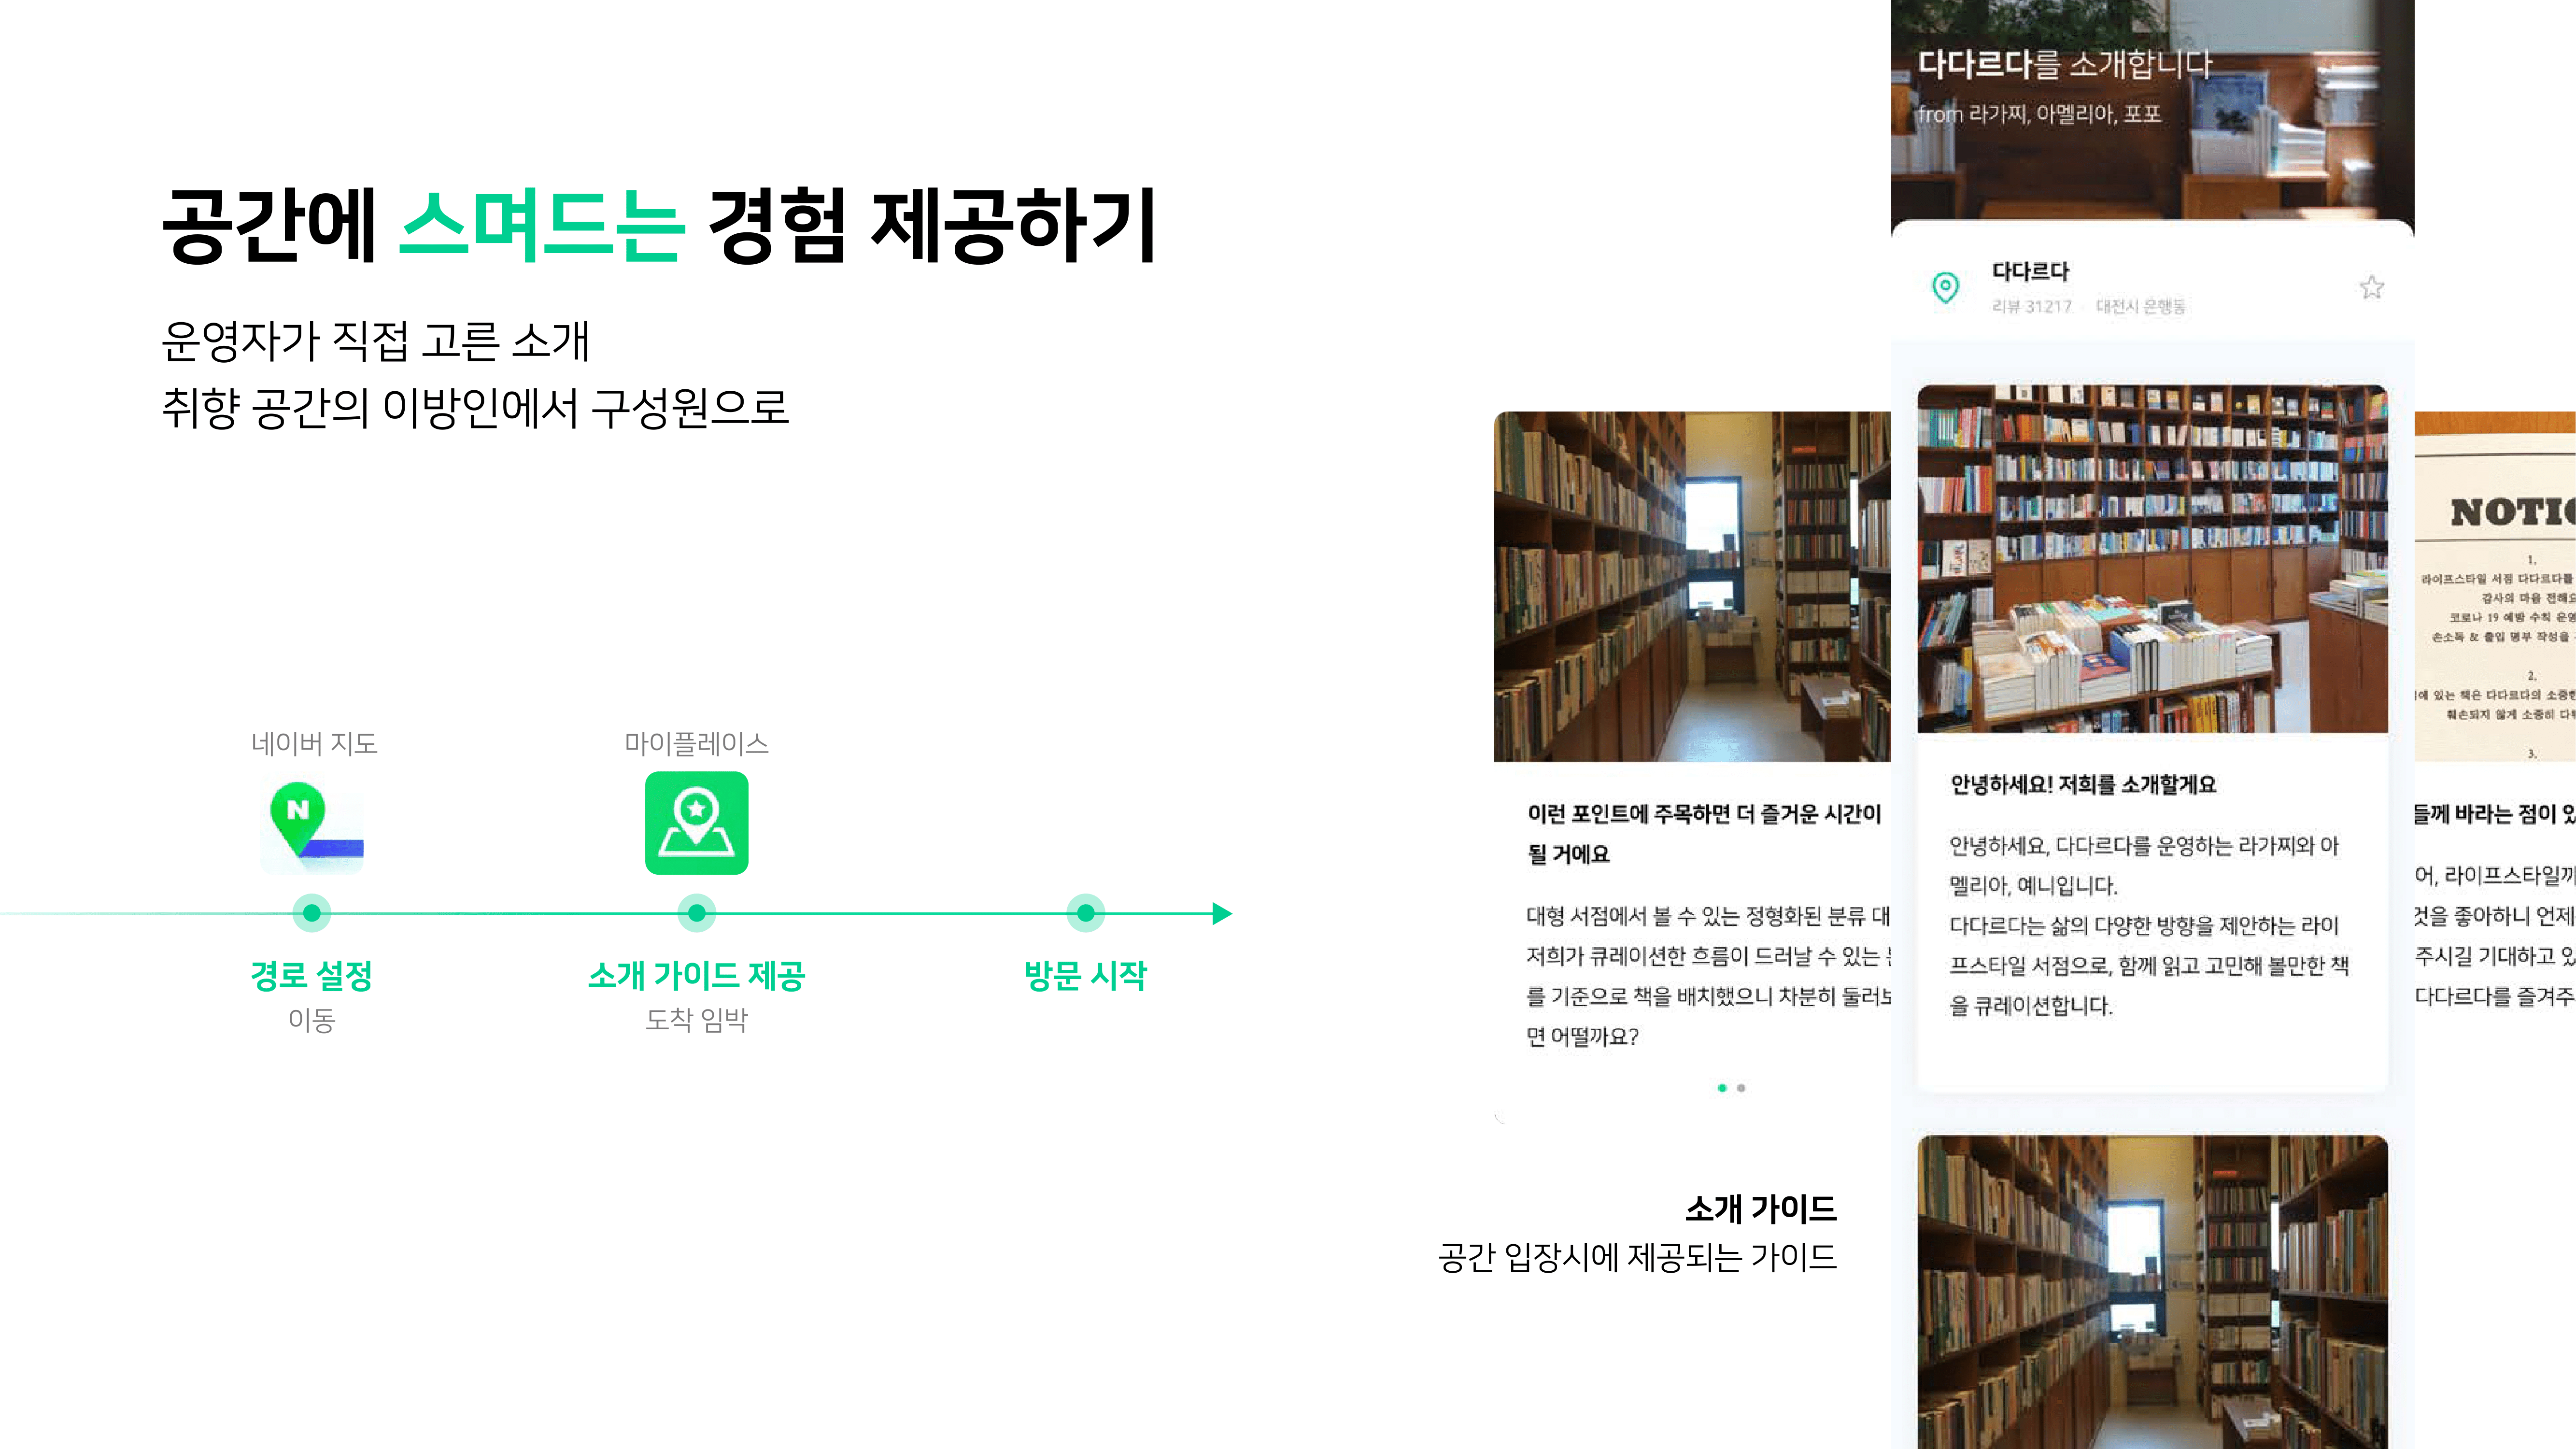 공간에 스며드는 경험 제공하기
운영자가 직접 고른 소개
취향 공간의 이방인에서 구성원으로
네이버 지도
마이플레이스
N
경로 설정
소개 가이드 제공
방문 시작
이동
도착 임박
이런 포인트에 주목하면 더 즐거운 시간이
될 거에요
대형 서점에서 볼 수 있는 정형화된 분류 대
저희가 큐레이션한 흐름이 드러날 수 있는
를 기준으로 책을 배치했으니 차분히 둘러보
면 어떨까요?
소개 가이드
공간 입장시에 제공되는 가이드
다다르다를 소개합니다
from 라가찌, 아멜리아, 포포
다다르다
리뷰 31217 · 대전시 은행동
안녕하세요! 저희를 소개할게요
안녕하세요, 다다르다를 운영하는 라가찌와 아
멜리아, 예니입니다.
다다르다는 삶의 다양한 방향을 제안하는 라이
프스타일 서점으로, 함께 읽고 고민해 볼만한 책
을 큐레이션합니다.
NOTIC
1.
라이프스타일 서점 다다르다를
감사의 마음 전해요
코로나 19 예방 수칙 운영
손소독 & 출입 명부 작성을
2.
에 있는 책은 다다르다의 소중한
훼손되지 않게 소중히 다
3.
들께 바라는 점이 있
어, 라이프스타일까
것을 좋아하니 언제
주시길 기대하고 있
다다르다를 즐겨주